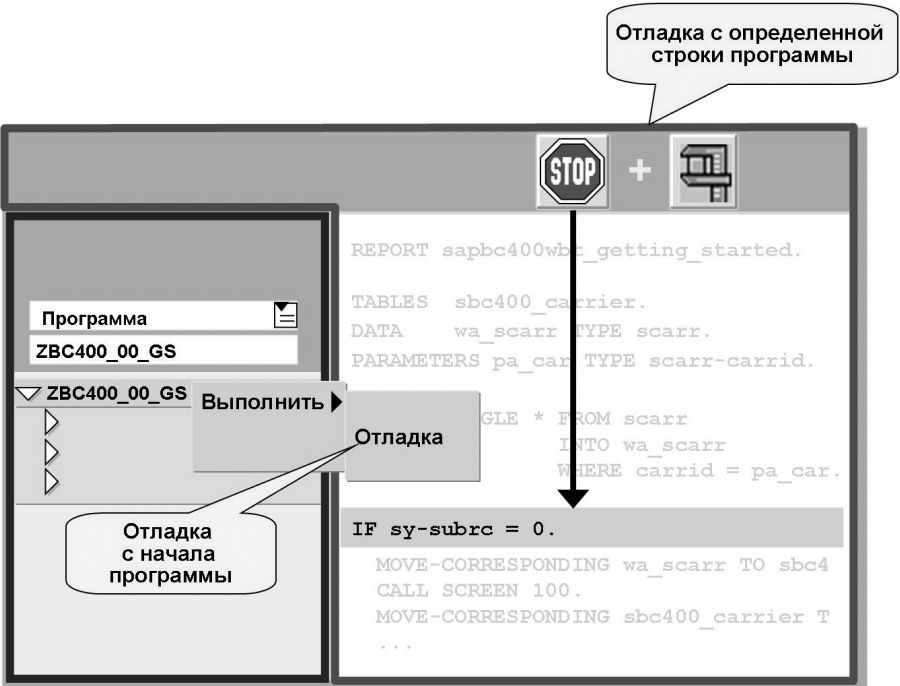 Отладка с определенной
строки программы
STOP
+
REPORT sapbc400wbt_getting_started.
TABLES sbc400_carrier.
DATA wa_scarr TYPE scarr.
PARAMETERS pa_car TYPE scarr-carrid.
Программа
ZBC400_00_GS
ZBC400_00_GS
Выполнить
Отладка
GLE * FROM scarr
INTO wa_scarr
WHERE carrid = pa_car.
IF sy-subrc = 0.
MOVE-CORRESPONDING wa_scarr TO sbc4
CALL SCREEN 100.
MOVE-CORRESPONDING sbc400_carrier T
...
Отладка
с начала
программы